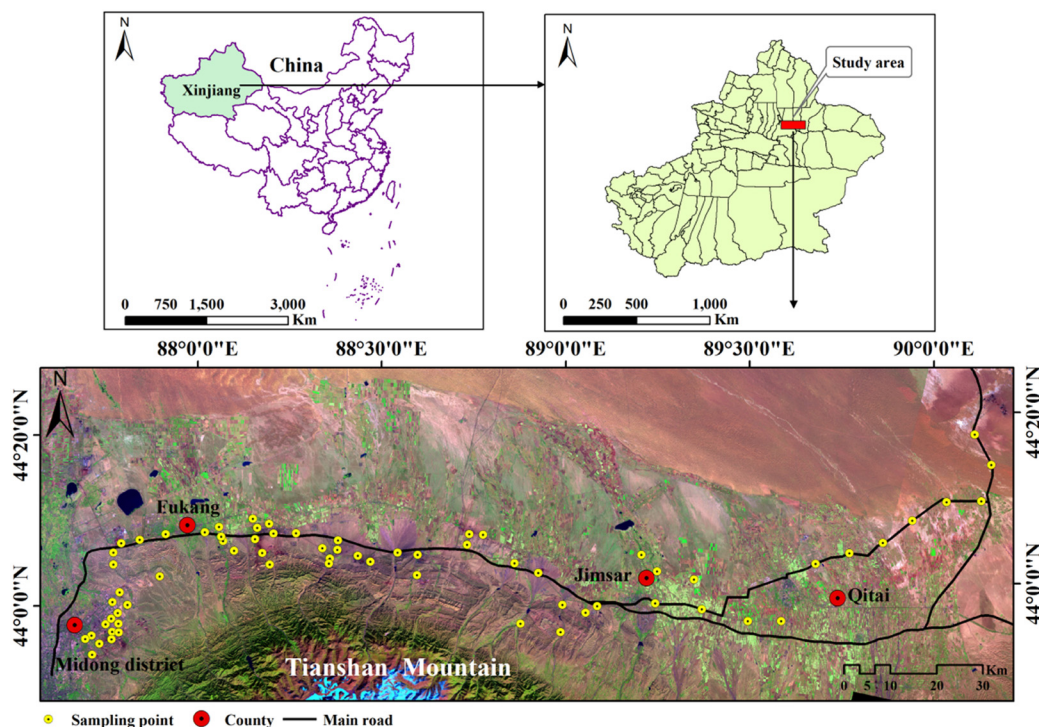 N
China
Xinjiang
0 750 1,500 3,000
Km
N
Study area
0 250 500 1,000
Km
88°0'0"E 88°30'0"E 89°0'0"E 89°30'0"E 90°0'0"E
N
44°20'0"N
44°0'0"N
44°20'0"N
44°0'0"N
Fukang
Jimsar
Qitai
Midong district
Tianshan Mountain
Km
0 5 10 20 30
Sampling point County Main road